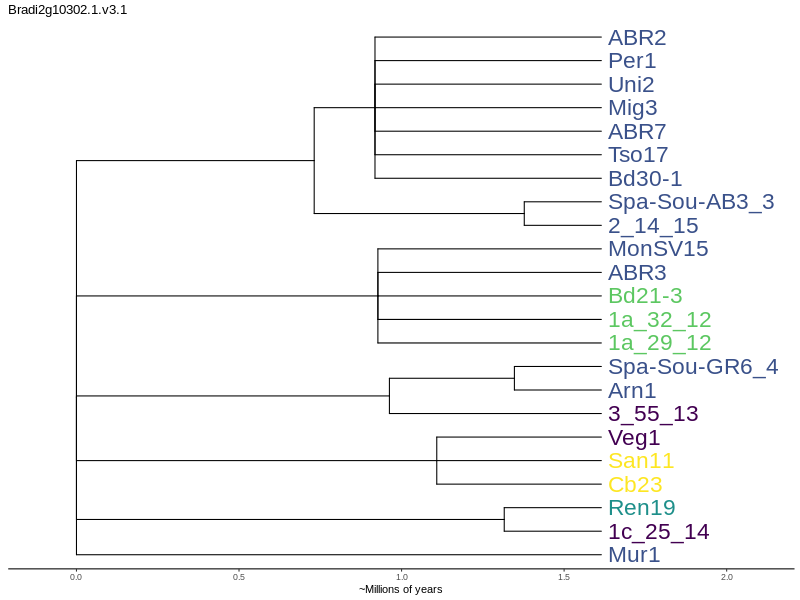 Bradi2g10302.1.v3.1
ABR2
Per1
Uni2
Mig3
ABR7
Tso17
Bd30-1
Spa-Sou-AB3_3
2_14_15
MonSV15
ABR3
Bd21-3
1a_32_12
1a_29_12
Spa-Sou-GR6_4
Arn1
3_55_13
Veg1
San11
Cb23
Ren19
1c_25_14
Mur1
0.0 0.5 1.0 1.5 2.0
~Millions of years